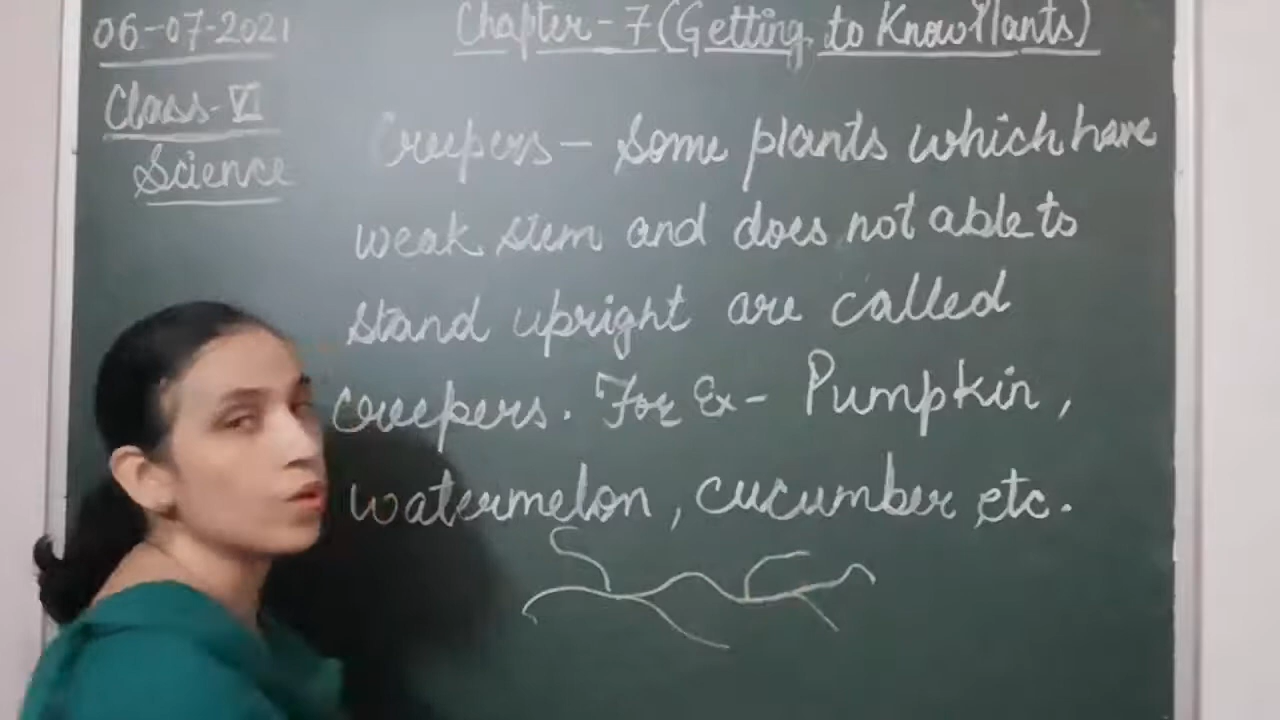 06-07-2021
Chapter-7 (Getting to Know Plants)
Class-VI
Science
Creepers - Some plants which have
weak stem and does not able to
stand upright are called
creepers. For Ex- Pumpkin,
watermelon, cucumber etc.